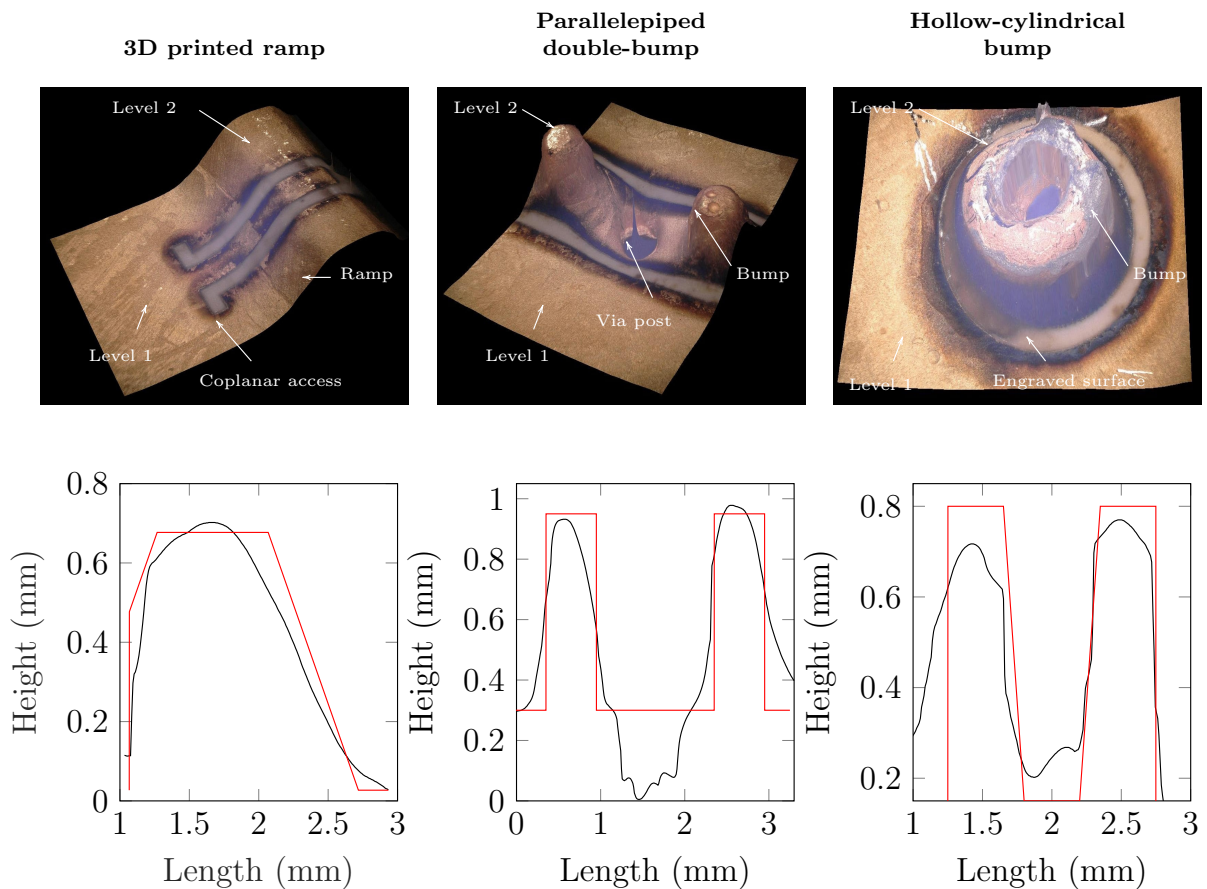 3D printed ramp
Parallelepiped
double-bump
Hollow-cylindrical
bump
Level 2
Ramp
Level 1
Coplanar access
Level 2
Bump
Via post
Level 1
Level 2
Bump
Level 1
Engraved surface
0.8
0.6
0.4
0.2
0
1
1.5
2
2.5
3
Height (mm)
Length (mm)
1
0.8
0.6
0.4
0.2
0
0
1
2
3
Height (mm)
Length (mm)
0.8
0.6
0.4
0.2
1
1.5
2
2.5
3
Height (mm)
Length (mm)